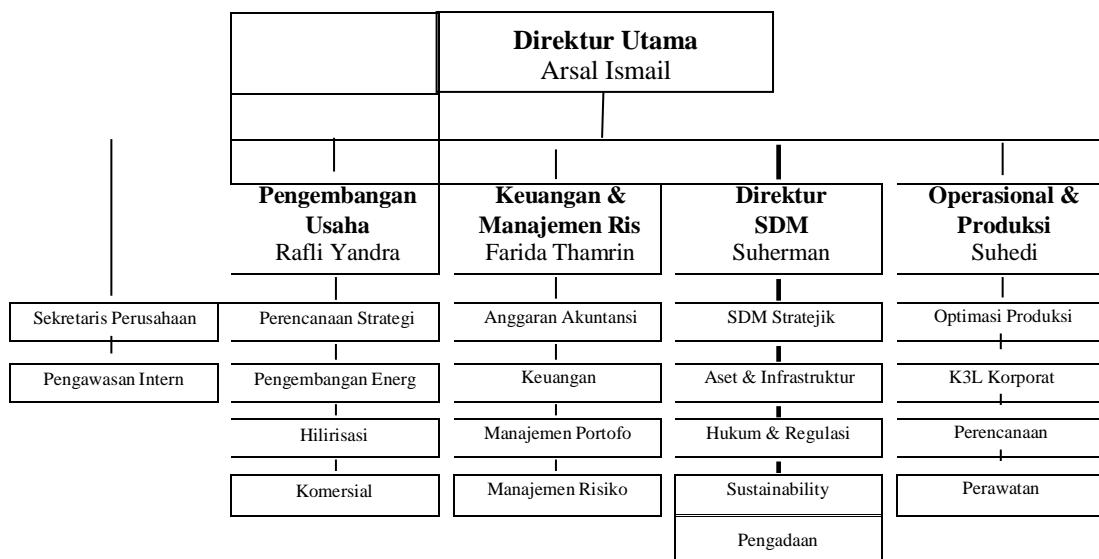 Direktur Utama
Arsal Ismail
Pengembangan
Usaha
Rafli Yandra
Keuangan &
Manajemen Ris
Farida Thamrin
Direktur
SDM
Suherman
Operasional &
Produksi
Suhedi
Sekretaris Perusahaan
Perencanaan Strategi
Anggaran Akuntansi
SDM Stratejik
Optimasi Produksi
Pengawasan Intern
Pengembangan Energ
Keuangan
Aset & Infrastruktur
K3L Korporat
Hilirisasi
Manajemen Portofo
Hukum & Regulasi
Perencanaan
Komersial
Manajemen Risiko
Sustainability
Perawatan
Pengadaan